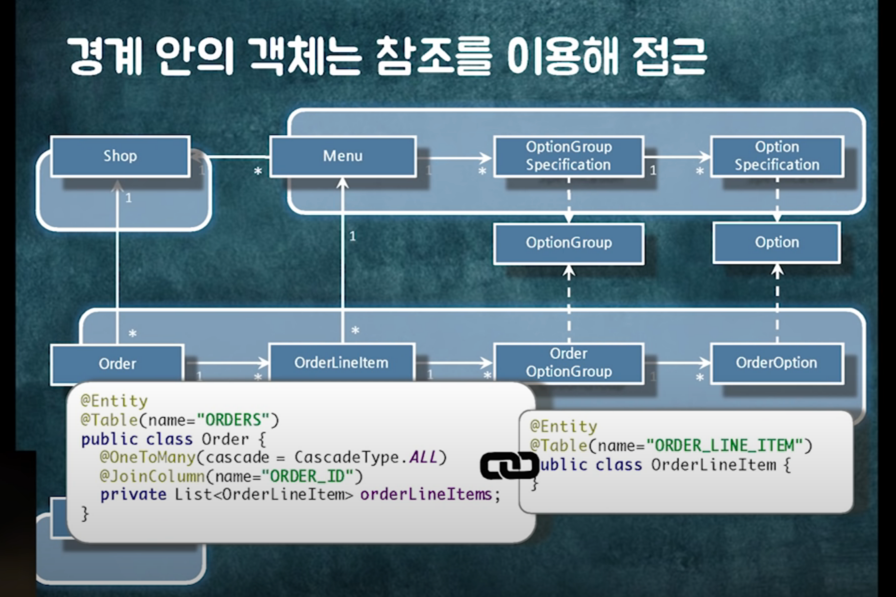 경계 안의 객체는 참조를 이용해 접근
Shop
1
*
Menu
1
*
OptionGroup
Specification
1
*
Option
Specification
1
1
OptionGroup
Option
*
*
Order
1
*
OrderLineItem
1
*
Order
OptionGroup
1
*
OrderOption
@Entity
@Table(name="ORDERS")
public class Order {
@OneToMany(cascade = CascadeType.ALL)
@JoinColumn(name="ORDER_ID")
private List<OrderLineItem> orderLineItems;
}
@Entity
@Table(name="ORDER_LINE_ITEM")
public class OrderLineItem {
}